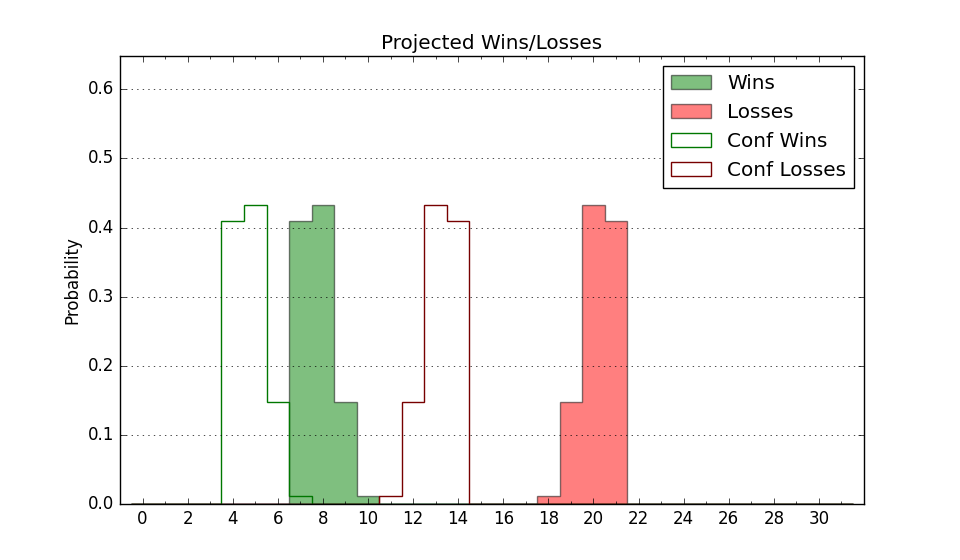 Projected Wins/Losses
Wins
Losses
Conf Wins
Conf Losses
Probability
0.6
0.5
0.4
0.3
0.2
0.1
0.0
0 2 4 6 8 10 12 14 16 18 20 22 24 26 28 30